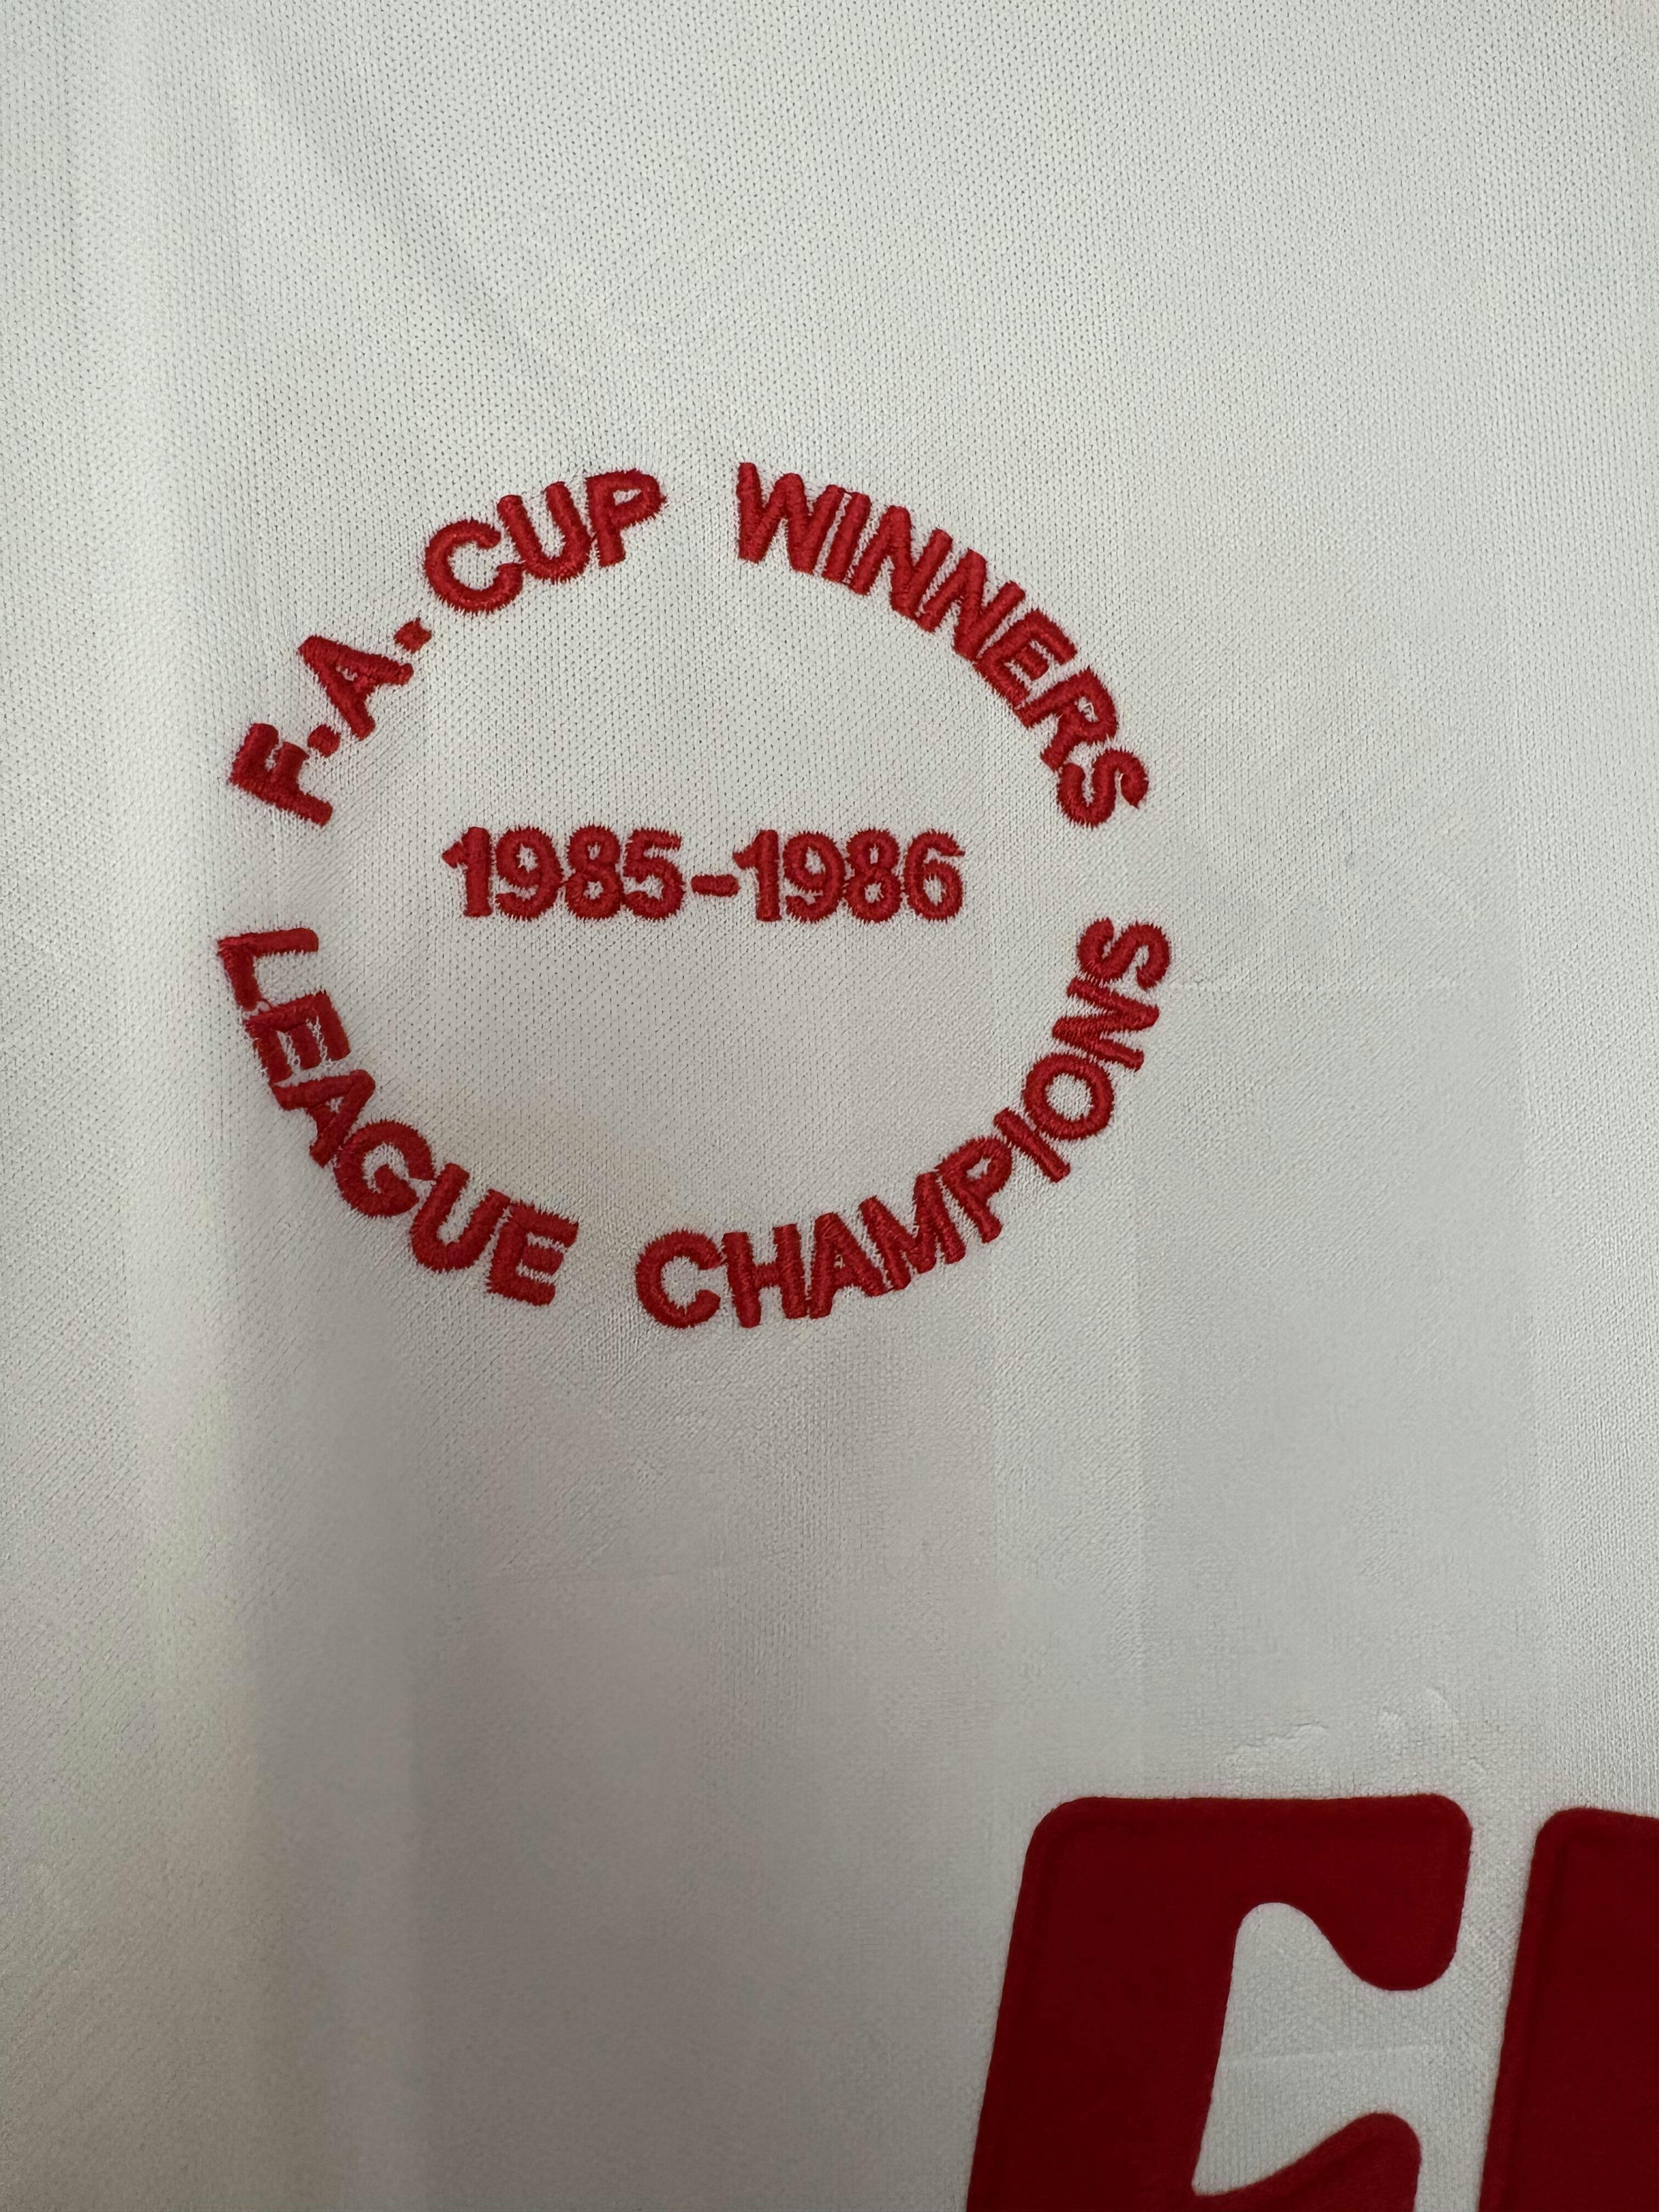 F.A. CUP WINNERS
1985-1986
LEAGUE CHAMPIONS